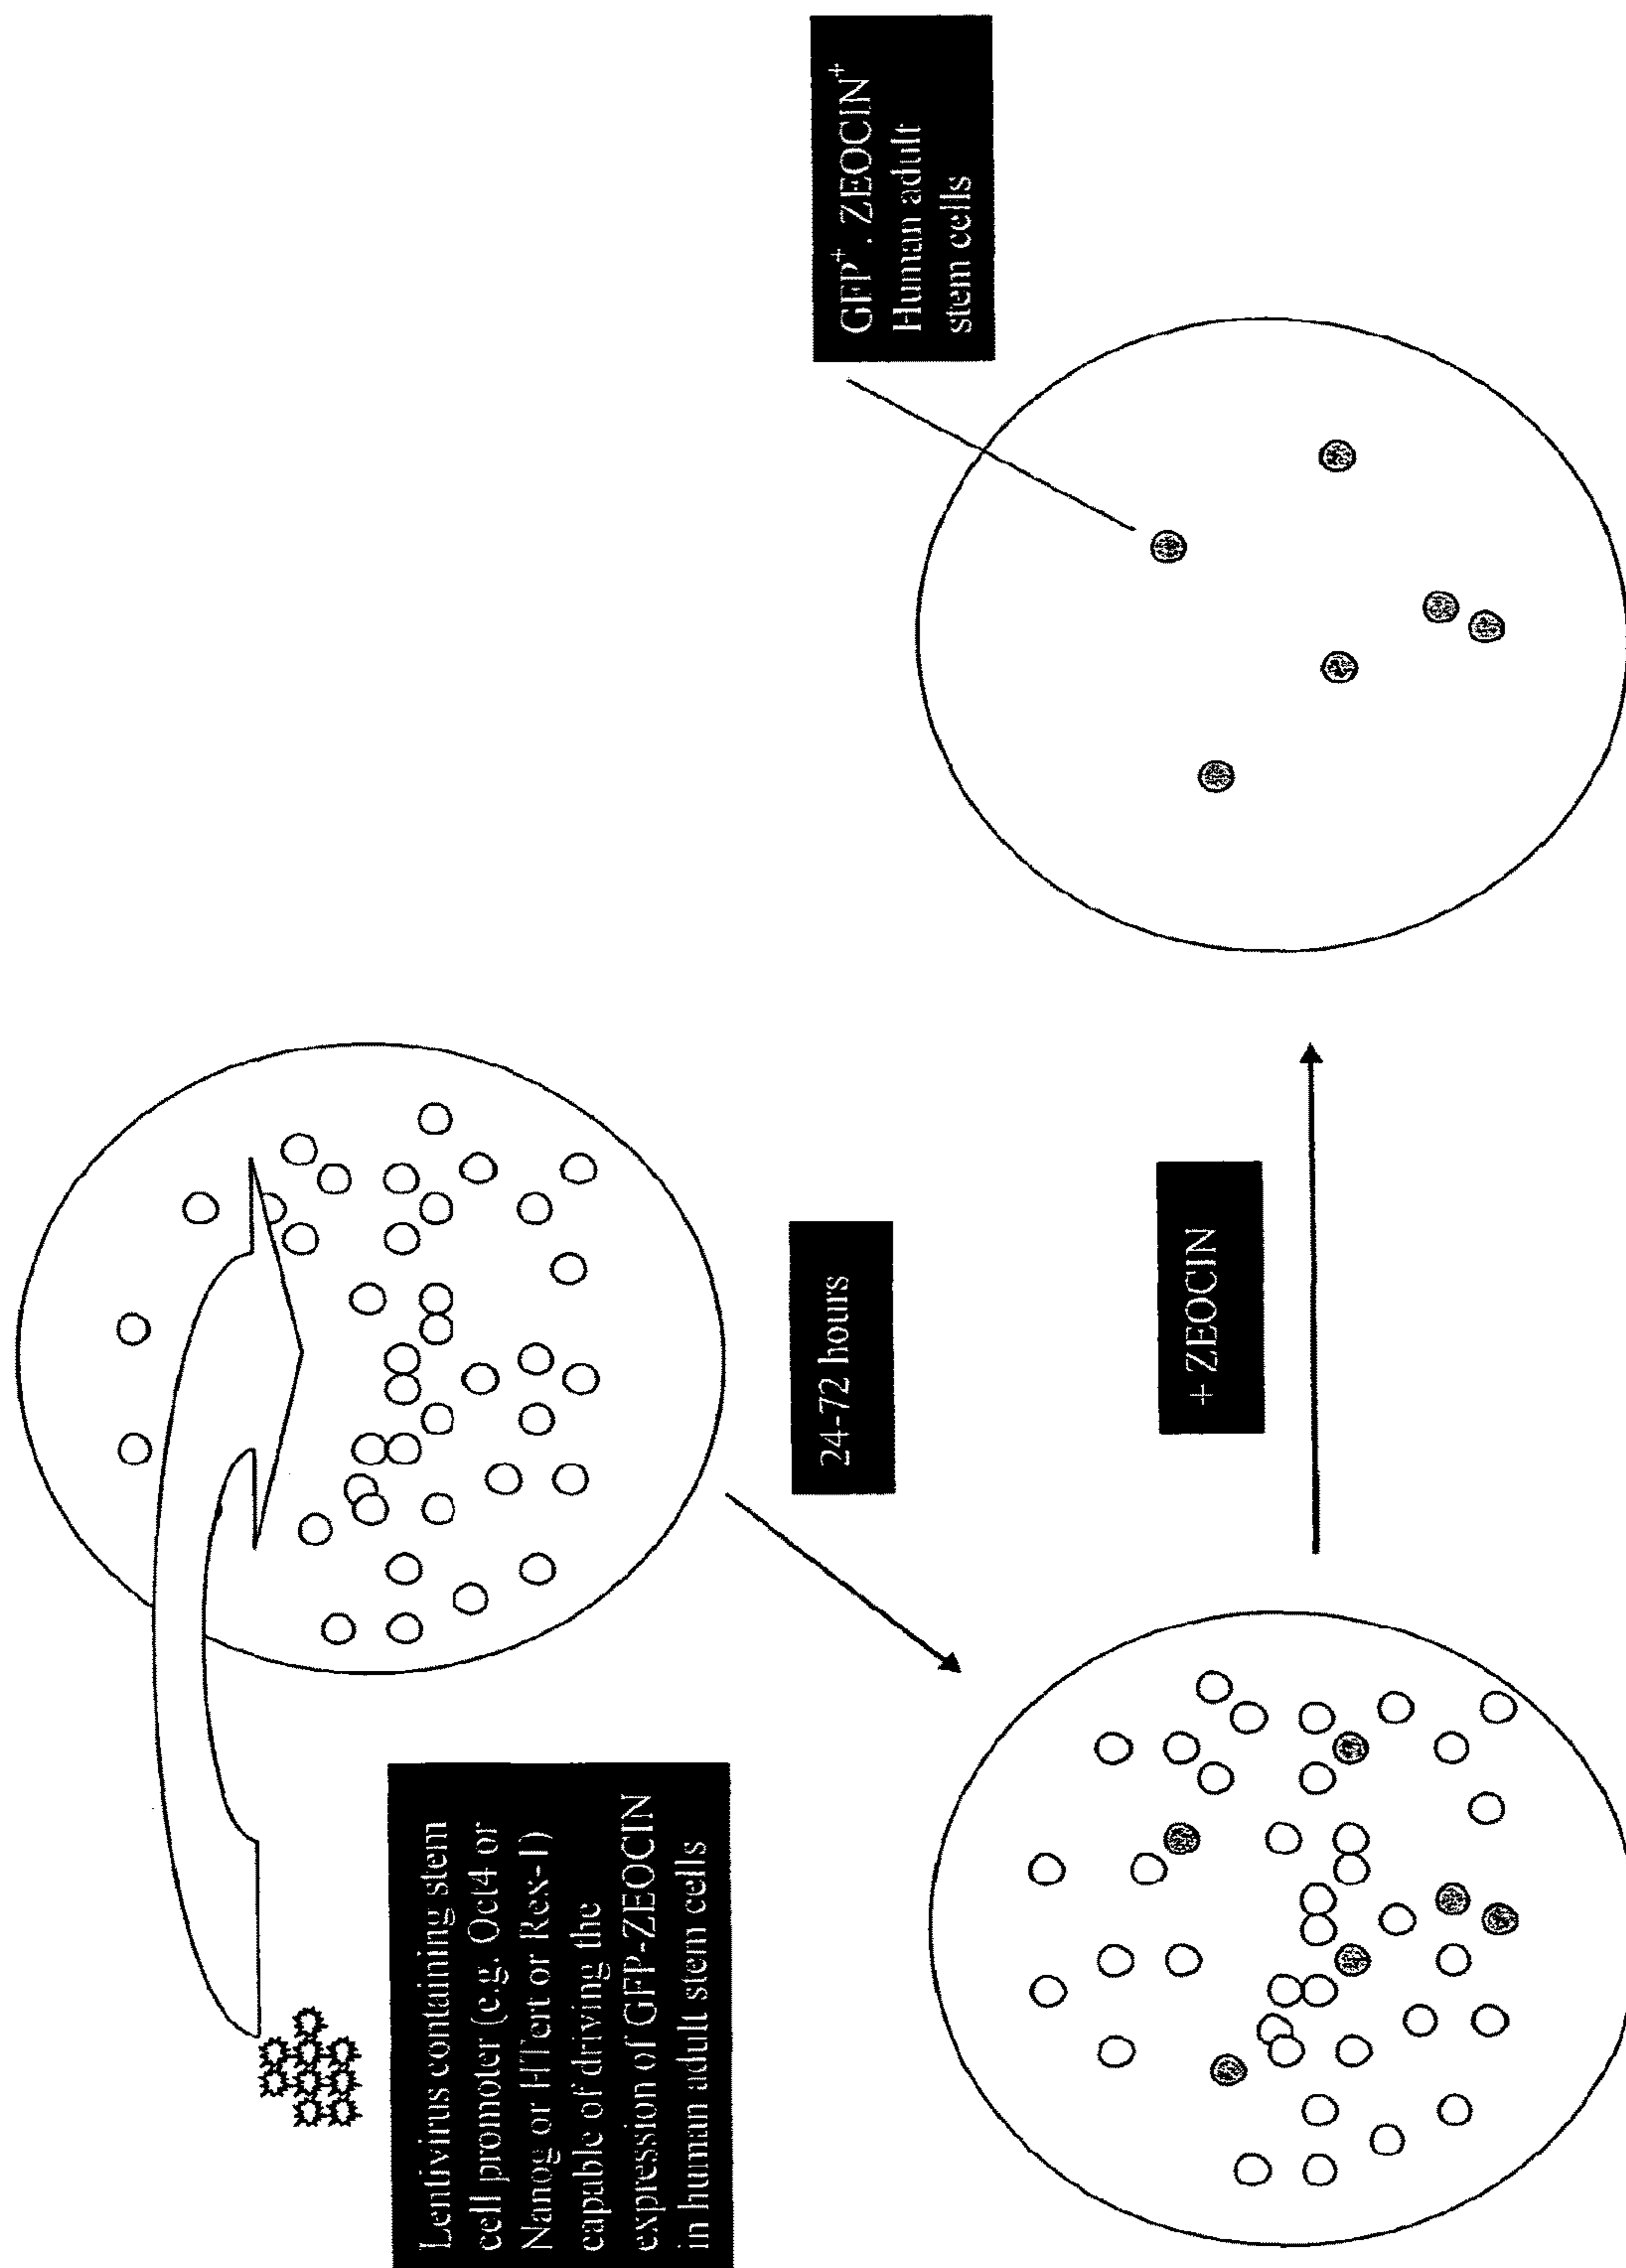 Lentivirus containing stem
cell promoter (e.g. Oct4 or
Nanog or HTert or Rex-1)
capable of driving the
expression of GFP-ZEOCIN
in human adult stem cells
24-72 hours
+ ZEOCIN
GFP⁺. ZEOCIN⁺
Human adult
stem cells